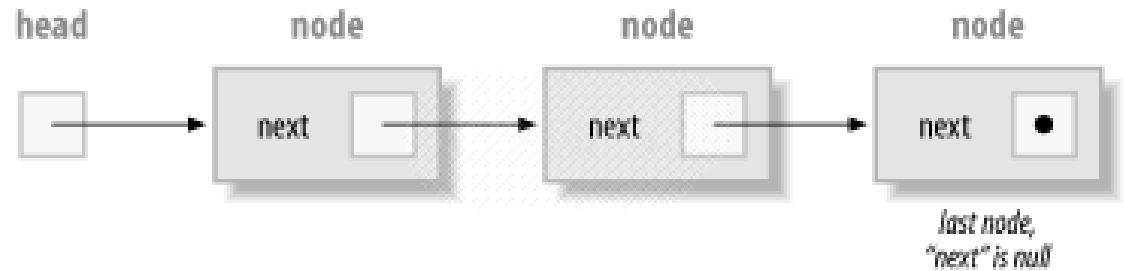 head node node node
next next next
last node,
"next" is null